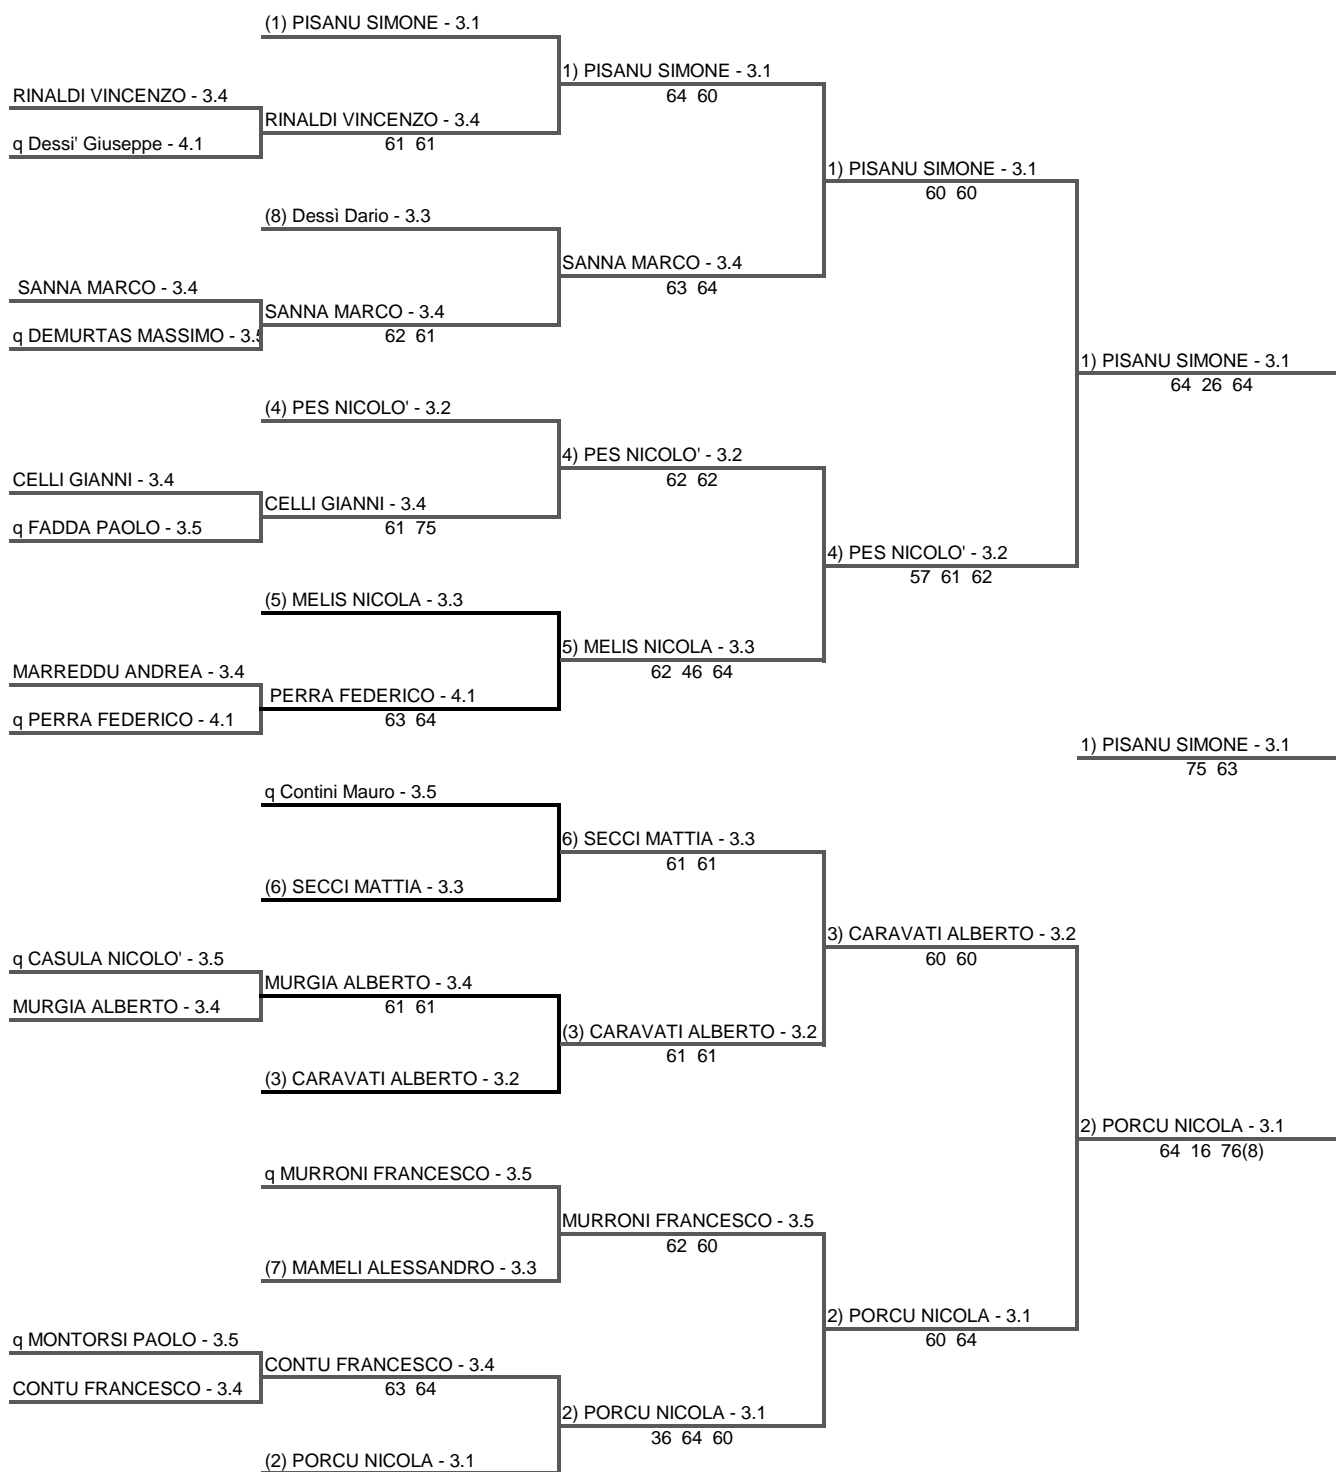 (1) PISANU SIMONE - 3.1
1) PISANU SIMONE - 3.1
64 60
RINALDI VINCENZO - 3.4
RINALDI VINCENZO - 3.4
61 61
q Dessi' Giuseppe - 4.1
1) PISANU SIMONE - 3.1
60 60
(8) Dessì Dario - 3.3
SANNA MARCO - 3.4
63 64
SANNA MARCO - 3.4
SANNA MARCO - 3.4
62 61
q DEMURTAS MASSIMO - 3.5
1) PISANU SIMONE - 3.1
64 26 64
(4) PES NICOLO' - 3.2
4) PES NICOLO' - 3.2
62 62
CELLI GIANNI - 3.4
CELLI GIANNI - 3.4
61 75
q FADDA PAOLO - 3.5
4) PES NICOLO' - 3.2
57 61 62
(5) MELIS NICOLA - 3.3
5) MELIS NICOLA - 3.3
62 46 64
MARREDDU ANDREA - 3.4
PERRA FEDERICO - 4.1
63 64
q PERRA FEDERICO - 4.1
1) PISANU SIMONE - 3.1
75 63
q Contini Mauro - 3.5
6) SECCI MATTIA - 3.3
61 61
(6) SECCI MATTIA - 3.3
3) CARAVATI ALBERTO - 3.2
60 60
q CASULA NICOLO' - 3.5
MURGIA ALBERTO - 3.4
61 61
MURGIA ALBERTO - 3.4
(3) CARAVATI ALBERTO - 3.2
61 61
(3) CARAVATI ALBERTO - 3.2
2) PORCU NICOLA - 3.1
64 16 76(8)
q MURRONI FRANCESCO - 3.5
MURRONI FRANCESCO - 3.5
62 60
(7) MAMELI ALESSANDRO - 3.3
2) PORCU NICOLA - 3.1
60 64
q MONTORSI PAOLO - 3.5
CONTU FRANCESCO - 3.4
63 64
CONTU FRANCESCO - 3.4
2) PORCU NICOLA - 3.1
36 64 60
(2) PORCU NICOLA - 3.1